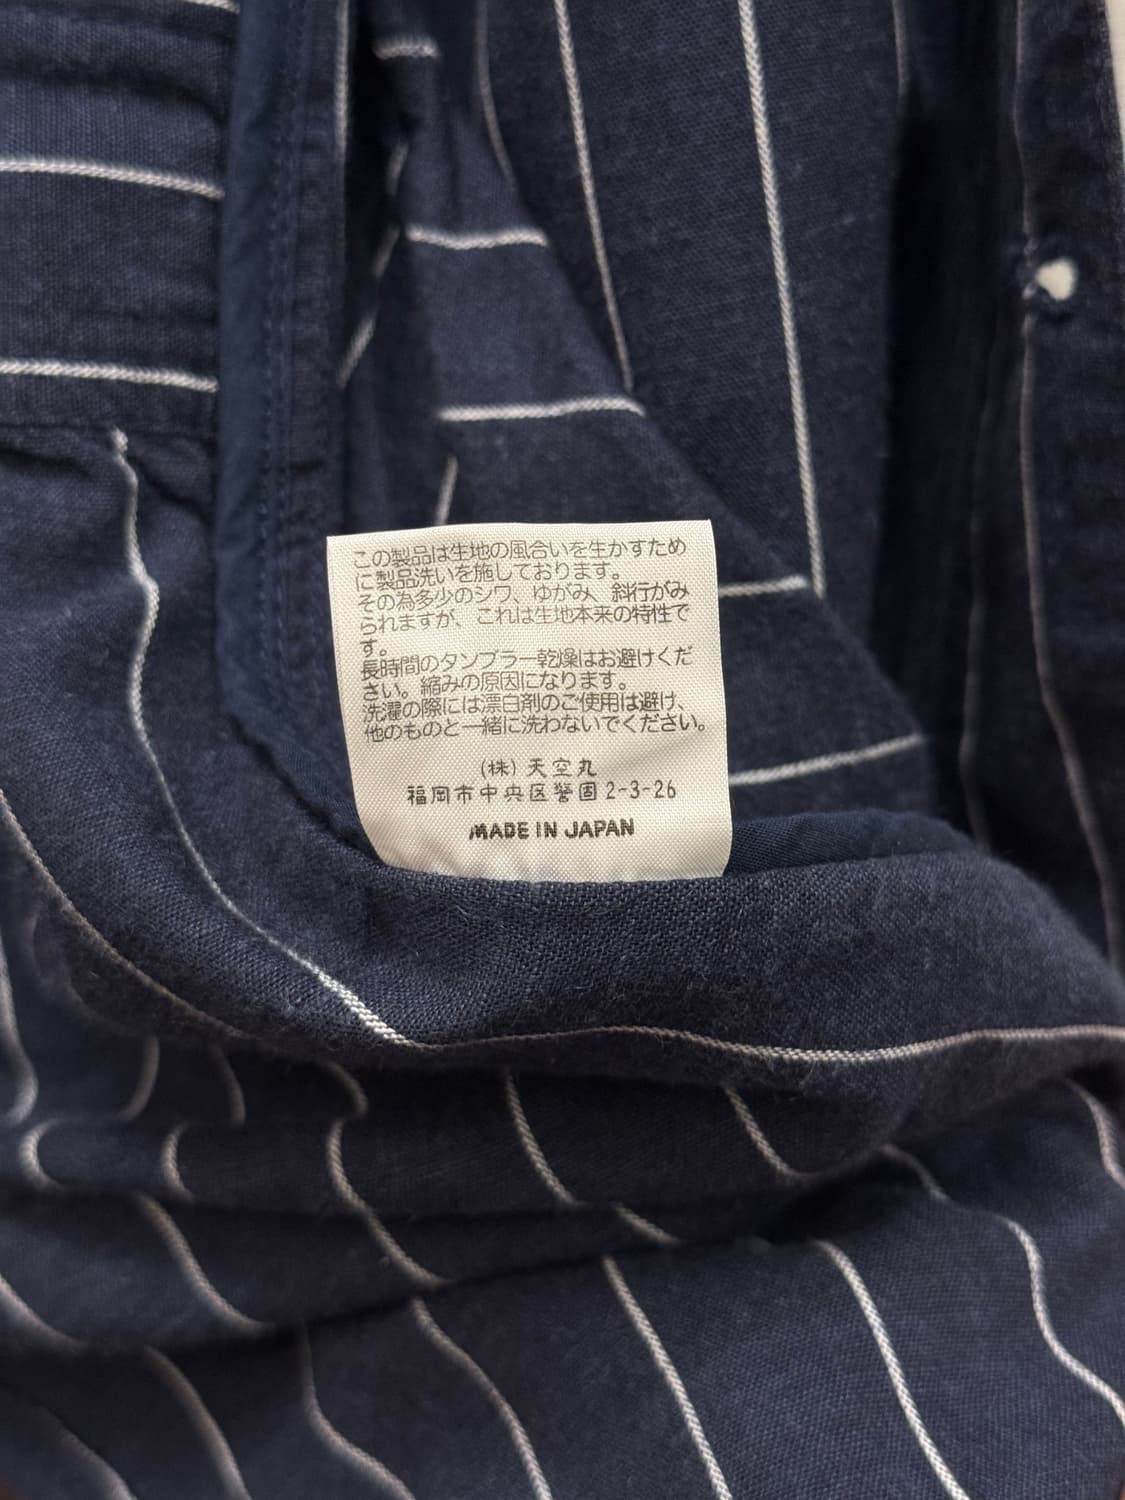 この製品は生地の風合いを生かすため
に製品洗いを施しております。
その為多少のシワ、ゆがみ、斜行がみ
られますが、これは生地本来の特性で
す。
長時間のタンブラー乾燥はお避けくだ
さい。縮みの原因になります。
洗濯の際には漂白剤のご使用は避け、
他のものと一緒に洗わないでください。
(株) 天空丸
福岡市中央区警固 2-3-26
MADE IN JAPAN